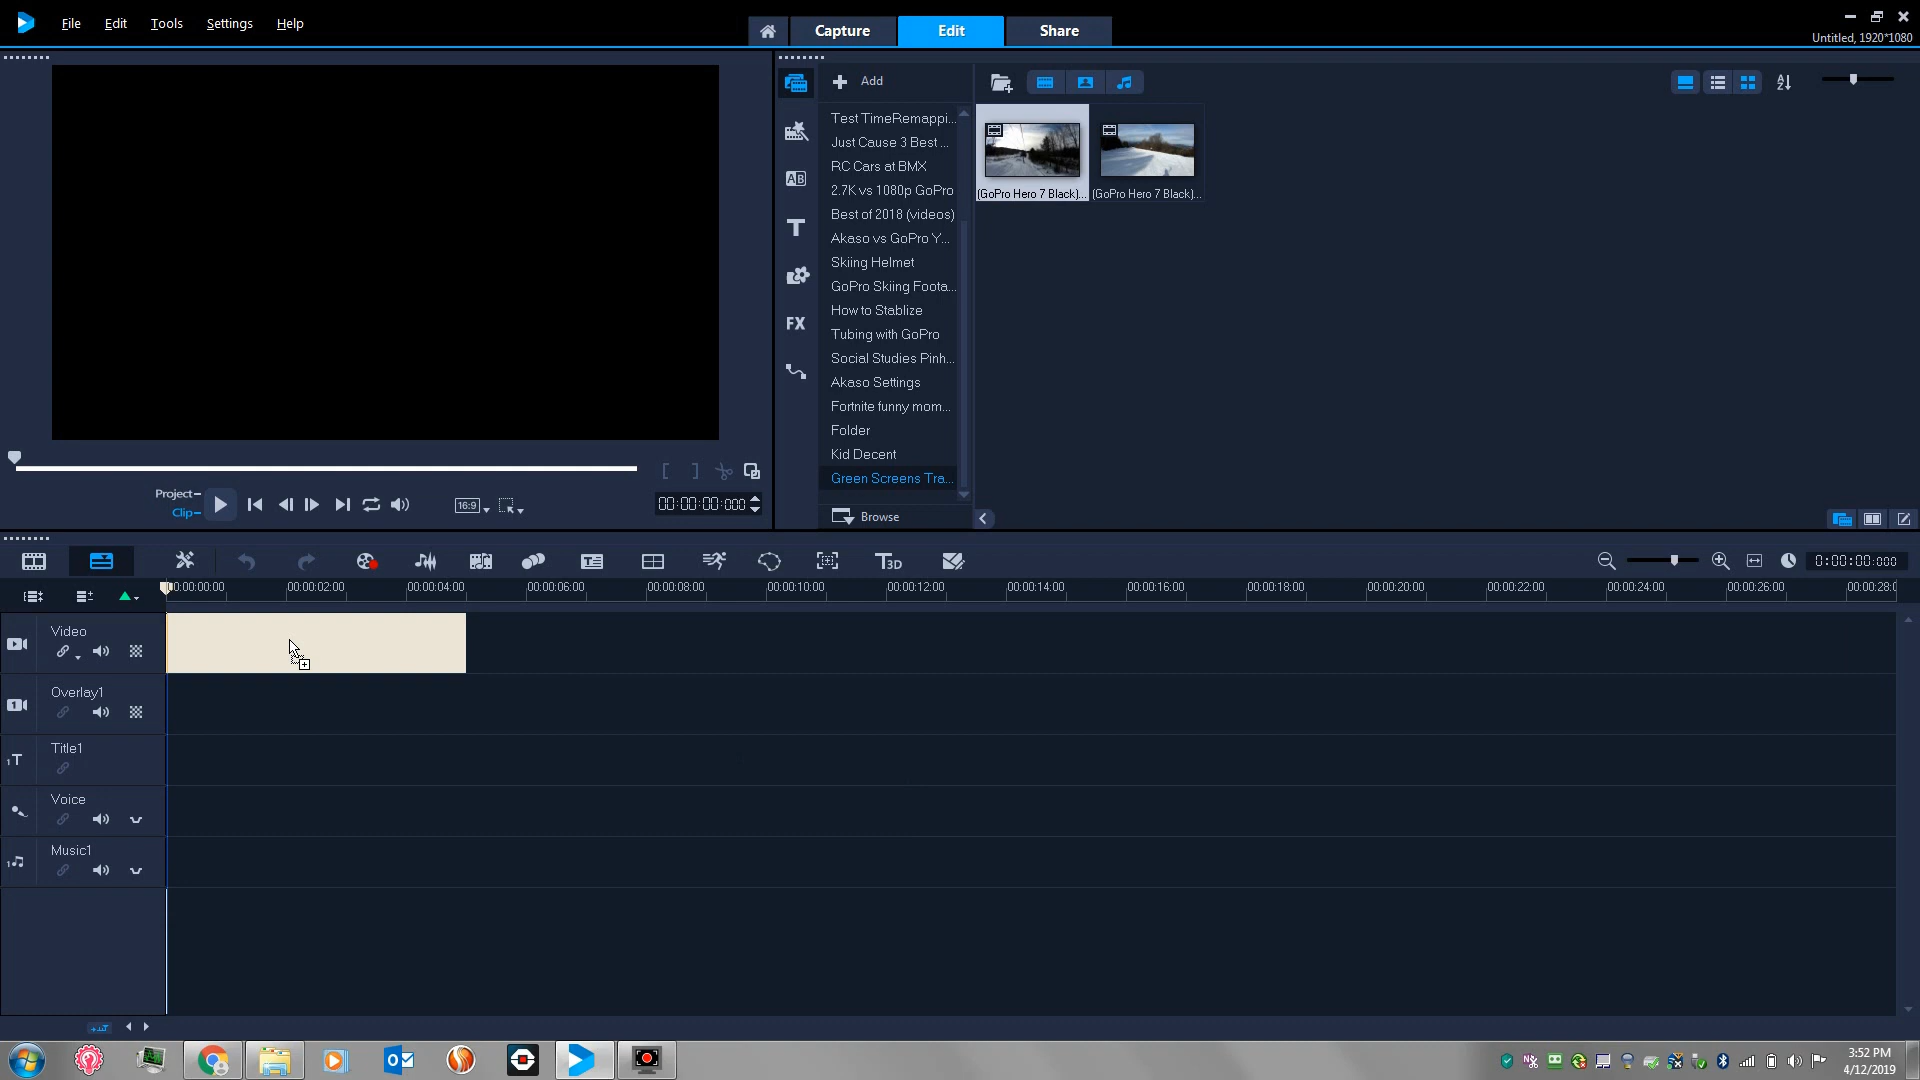 File Edit Tools Settings Help
Capture Edit Share
Untitled, 1920*1080
Add
Test TimeRemappi...
Just Cause 3 Best ...
RC Cars at BMX
2.7K vs 1080p GoPro
Best of 2018 (videos)
Akaso vs GoPro Y...
Skiing Helmet
GoPro Skiing Foota...
How to Stablize
Tubing with GoPro
Social Studies Pinh...
Akaso Settings
Fortnite funny mom...
Folder
Kid Decent
Green Screens Tra...
Browse
(GoPro Hero 7 Black)...
(GoPro Hero 7 Black)...
Project
Clip
16:9
00:00:00:000
0:00:00:000
00:00:00:00 00:00:02:00 00:00:04:00 00:00:06:00 00:00:08:00 00:00:10:00 00:00:12:00 00:00:14:00 00:00:16:00 00:00:18:00 00:00:20:00 00:00:22:00 00:00:24:00 00:00:26:00 00:00:28:0
Video
Overlay1
Title1
Voice
Music1
3:52 PM
4/12/2019